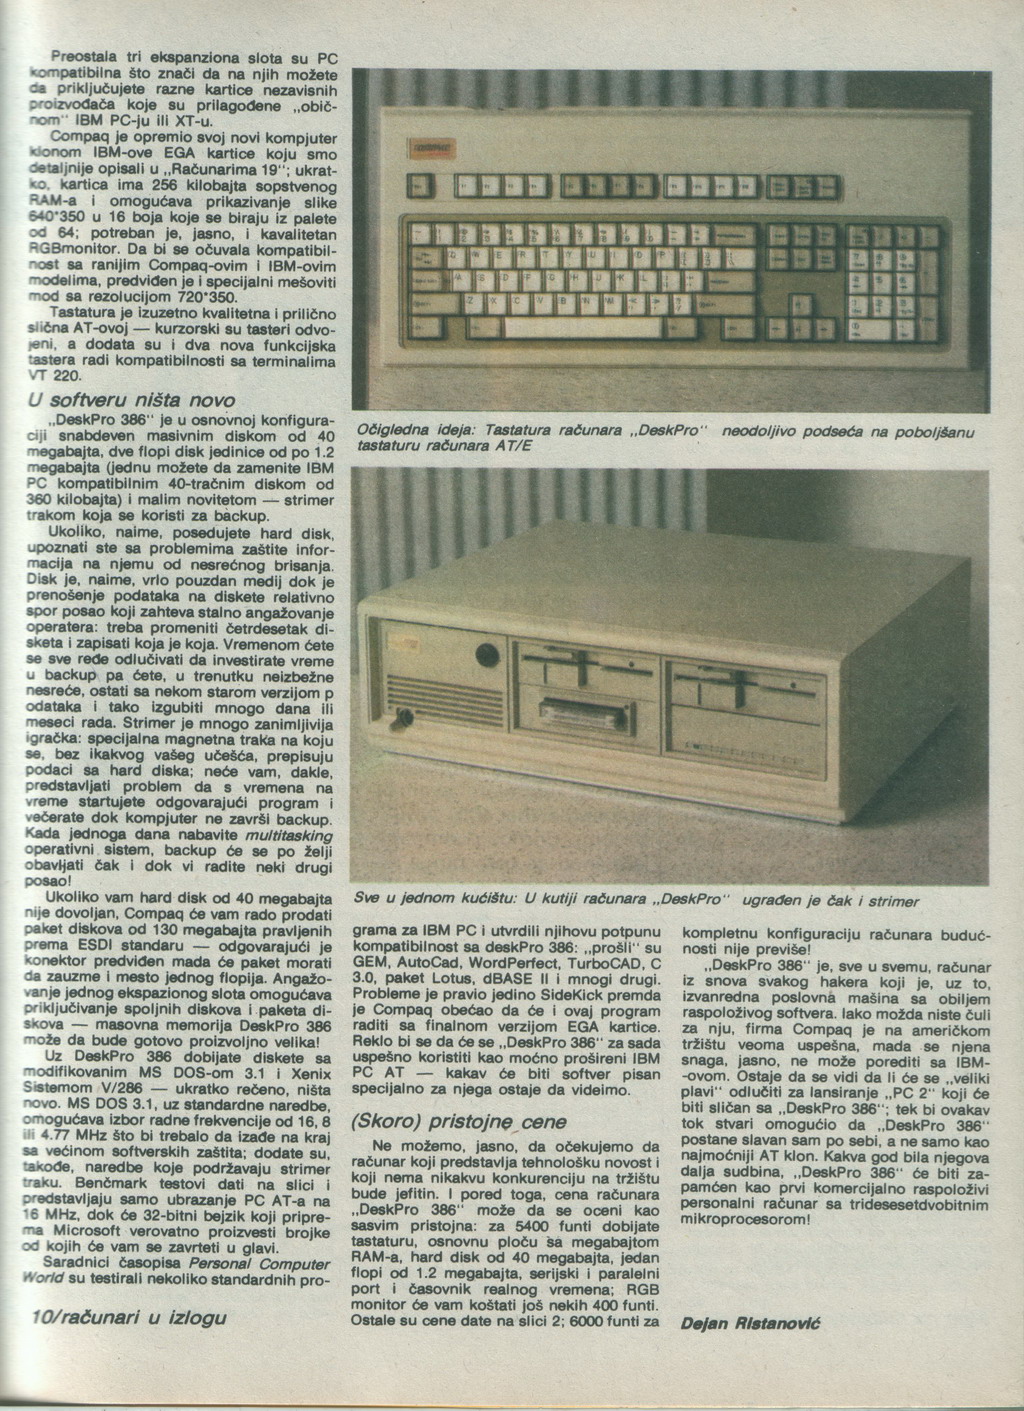 Preostala tri ekspanziona slota su PC
kompatibilna što znači da na njih možete
da priključujete razne kartice nezavisnih
proizvođača koje su prilagođene „obič-
nom" IBM PC-ju ili XT-u.
Compaq je opremio svoj novi kompjuter
klonom IBM-ove EGA kartice koju smo
detaljnije opisali u „Računarima 19"; ukrat-
ko, kartica ima 256 kilobajta sopstvenog
RAM-a i omogućava prikazivanje slike
640*350 u 16 boja koje se biraju iz palete
od 64; potreban je, jasno, i kavalitetan
RGBmonitor. Da bi se očuvala kompatibil-
nost sa ranijim Compaq-ovim i IBM-ovim
modelima, predviđen je i specijalni mešoviti
mod sa rezolucijom 720*350.
Tastatura je izuzetno kvalitetna i prilično
slična AT-ovoj — kurzorski su tasteri odvo-
jeni, a dodata su i dva nova funkcijska
tastera radi kompatibilnosti sa terminalima
VT 220.
U softveru ništa novo
„DeskPro 386" je u osnovnoj konfigura-
ciji snabdeven masivnim diskom od 40
megabajta, dve flopi disk jedinice od po 1.2
megabajta (jednu možete da zamenite IBM
PC kompatibilnim 40-tračnim diskom od
360 kilobajta) i malim novitetom — strimer
trakom koja se koristi za backup.
Ukoliko, naime, posedujete hard disk,
upoznati ste sa problemima zaštite infor-
macija na njemu od nesrećnog brisanja.
Disk je, naime, vrlo pouzdan medij dok je
prenošenje podataka na diskete relativno
spor posao koji zahteva stalno angažovanje
operatera: treba promeniti četrdesetak di-
sketa i zapisati koja je koja. Vremenom ćete
se sve ređe odlučivati da investirate vreme
u backup pa ćete, u trenutku neizbežne
nesreće, ostati sa nekom starom verzijom p
odataka i tako izgubiti mnogo dana ili
meseci rada. Strimer je mnogo zanimljivija
igračka: specijalna magnetna traka na koju
se, bez ikakvog vašeg učešća, prepisuju
podaci sa hard diska; neće vam, dakle,
predstavljati problem da s vremena na
vreme startujete odgovarajući program i
večerate dok kompjuter ne završi backup.
Kada jednoga dana nabavite multitasking
operativni sistem, backup će se po želji
obavljati čak i dok vi radite neki drugi
posao!
Ukoliko vam hard disk od 40 megabajta
nije dovoljan, Compaq će vam rado prodati
paket diskova od 130 megabajta pravljenih
prema ESDI standaru — odgovarajući je
konektor predviđen mada će paket morati
da zauzme i mesto jednog flopija. Angažo-
vanje jednog ekspazionog slota omogućava
priključivanje spoljnih diskova i paketa di-
skova — masovna memorija DeskPro 386
može da bude gotovo proizvoljno velika!
Uz DeskPro 386 dobijate diskete sa
modifikovanim MS DOS-om 3.1 i Xenix
Sistemom V/286 — ukratko rečeno, ništa
novo. MS DOS 3.1, uz standardne naredbe,
omogućava izbor radne frekvencije od 16, 8
ili 4.77 MHz što bi trebalo da izađe na kraj
sa većinom softverskih zaštita; dodate su,
takođe, naredbe koje podržavaju strimer
traku. Benčmark testovi dati na slici i
predstavljaju samo ubrazanje PC AT-a na
16 MHz, dok će 32-bitni bejzik koji pripre-
ma Microsoft verovatno proizvesti brojke
od kojih će vam se zavrteti u glavi.
Saradnici časopisa Personal Computer
World su testirali nekoliko standardnih pro-
10/računari u izlogu
Očigledna ideja: Tastatura računara „DeskPro" neodoljivo podseća na poboljšanu
tastaturu računara AT/E
Sve u jednom kućištu: U kutiji računara „DeskPro" ugrađen je čak i strimer
grama za IBM PC i utvrdili njihovu potpunu
kompatibilnost sa deskPro 386: „prošli" su
GEM, AutoCad, WordPerfect, TurboCAD, C
3.0, paket Lotus, dBASE II i mnogi drugi.
Probleme je pravio jedino SideKick premda
je Compaq obećao da će i ovaj program
raditi sa finalnom verzijom EGA kartice.
Reklo bi se da će se „DeskPro 386" za sada
uspešno koristiti kao moćno prošireni IBM
PC AT — kakav će biti softver pisan
specijalno za njega ostaje da videimo.
(Skoro) pristojne cene
Ne možemo, jasno, da očekujemo da
računar koji predstavlja tehnološku novost i
koji nema nikakvu konkurenciju na tržištu
bude jefitin. I pored toga, cena računara
„DeskPro 386" može da se oceni kao
sasvim pristojna: za 5400 funti dobijate
tastaturu, osnovnu ploču sa megabajtom
RAM-a, hard disk od 40 megabajta, jedan
flopi od 1.2 megabajta, serijski i paralelni
port i časovnik realnog vremena; RGB
monitor će vam koštati još nekih 400 funti.
Ostale su cene date na slici 2; 6000 funti za
kompletnu konfiguraciju računara buduć-
nosti nije previše!
„DeskPro 386" je, sve u svemu, računar
iz snova svakog hakera koji je, uz to,
izvanredna poslovna mašina sa obiljem
raspoloživog softvera. Iako možda niste čuli
za nju, firma Compaq je na američkom
tržištu veoma uspešna, mada se njena
snaga, jasno, ne može porediti sa IBM-
-ovom. Ostaje da se vidi da li će se „veliki
plavi" odlučiti za lansiranje „PC 2" koji će
biti sličan sa „DeskPro 386"; tek bi ovakav
tok stvari omogućio da „DeskPro 386"
postane slavan sam po sebi, a ne samo kao
najmoćniji AT klon. Kakva god bila njegova
dalja sudbina, „DeskPro 386" će biti za-
pamćen kao prvi komercijalno raspoloživi
personalni računar sa tridesesetdvobitnim
mikroprocesorom!
Dejan Ristanović